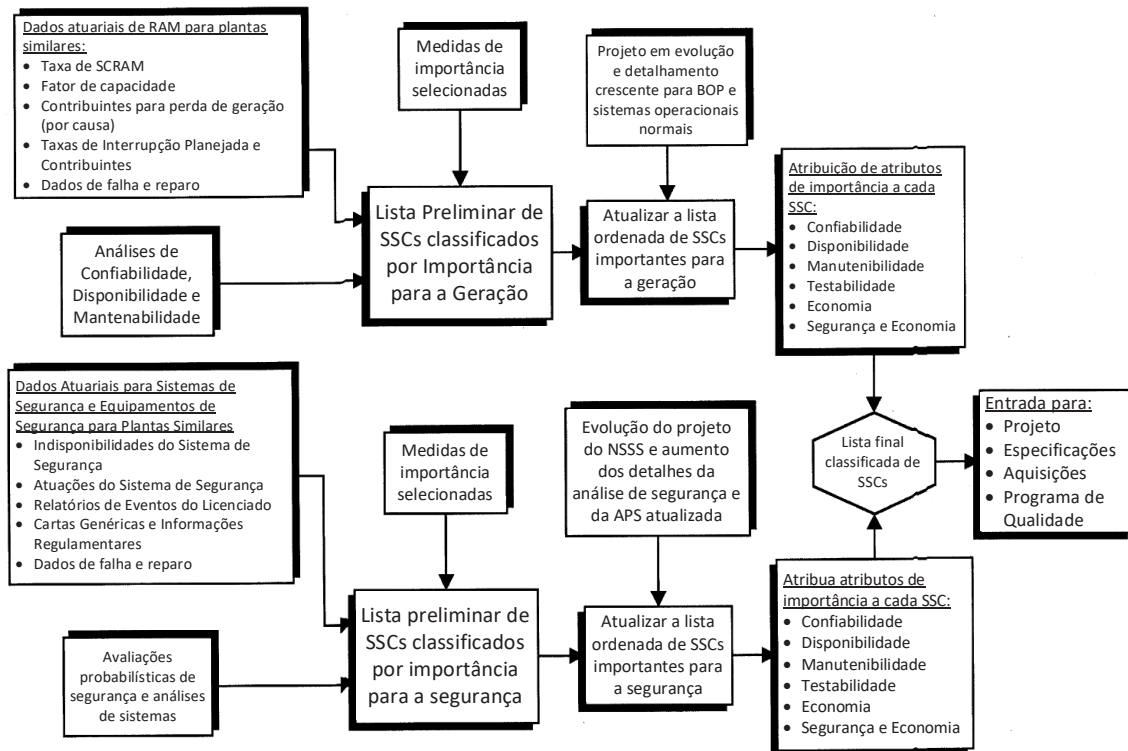 Dados atuariais de RAM para plantas
similares:
• Taxa de SCRAM
• Fator de capacidade
• Contribuintes para perda de geração
(por causa)
• Taxas de Interrupção Planejada e
Contribuintes
• Dados de falha e reparo
Medidas de
importância
selecionadas
Projeto em evolução
e detalhamento
crescente para BOP e
sistemas operacionais
normais
Análises de
Confiabilidade,
Disponibilidade e
Mantenabilidade
Lista Preliminar de
SSCs classificados
por Importância
para a Geração
Atualizar a lista
ordenada de SSCs
importantes para
a geração
Atribuição de atributos
de importância a cada
SSC:
• Confiabilidade
• Disponibilidade
• Manutenibilidade
• Testabilidade
• Economia
• Segurança e Economia
Dados Atuariais para Sistemas de
Segurança e Equipamentos de
Segurança para Plantas Similares
• Indisponibilidades do Sistema de
Segurança
• Atuações do Sistema de Segurança
• Relatórios de Eventos do Licenciado
• Cartas Genéricas e Informações
Regulamentares
• Dados de falha e reparo
Medidas de
importância
selecionadas
Evolução do projeto
do NSSS e aumento
dos detalhes da
análise de segurança e
da APS atualizada
Lista final
classificada de
SSCs
Entrada para:
• Projeto
• Especificações
• Aquisições
• Programa de
Qualidade
Avaliações
probabilísticas de
segurança e análises
de sistemas
Lista preliminar de
SSCs classificados
por importância
para a segurança
Atualizar a lista
ordenada de SSCs
importantes para
a segurança
Atribua atributos de
importância a cada SSC:
• Confiabilidade
• Disponibilidade
• Manutenibilidade
• Testabilidade
• Economia
• Segurança e Economia